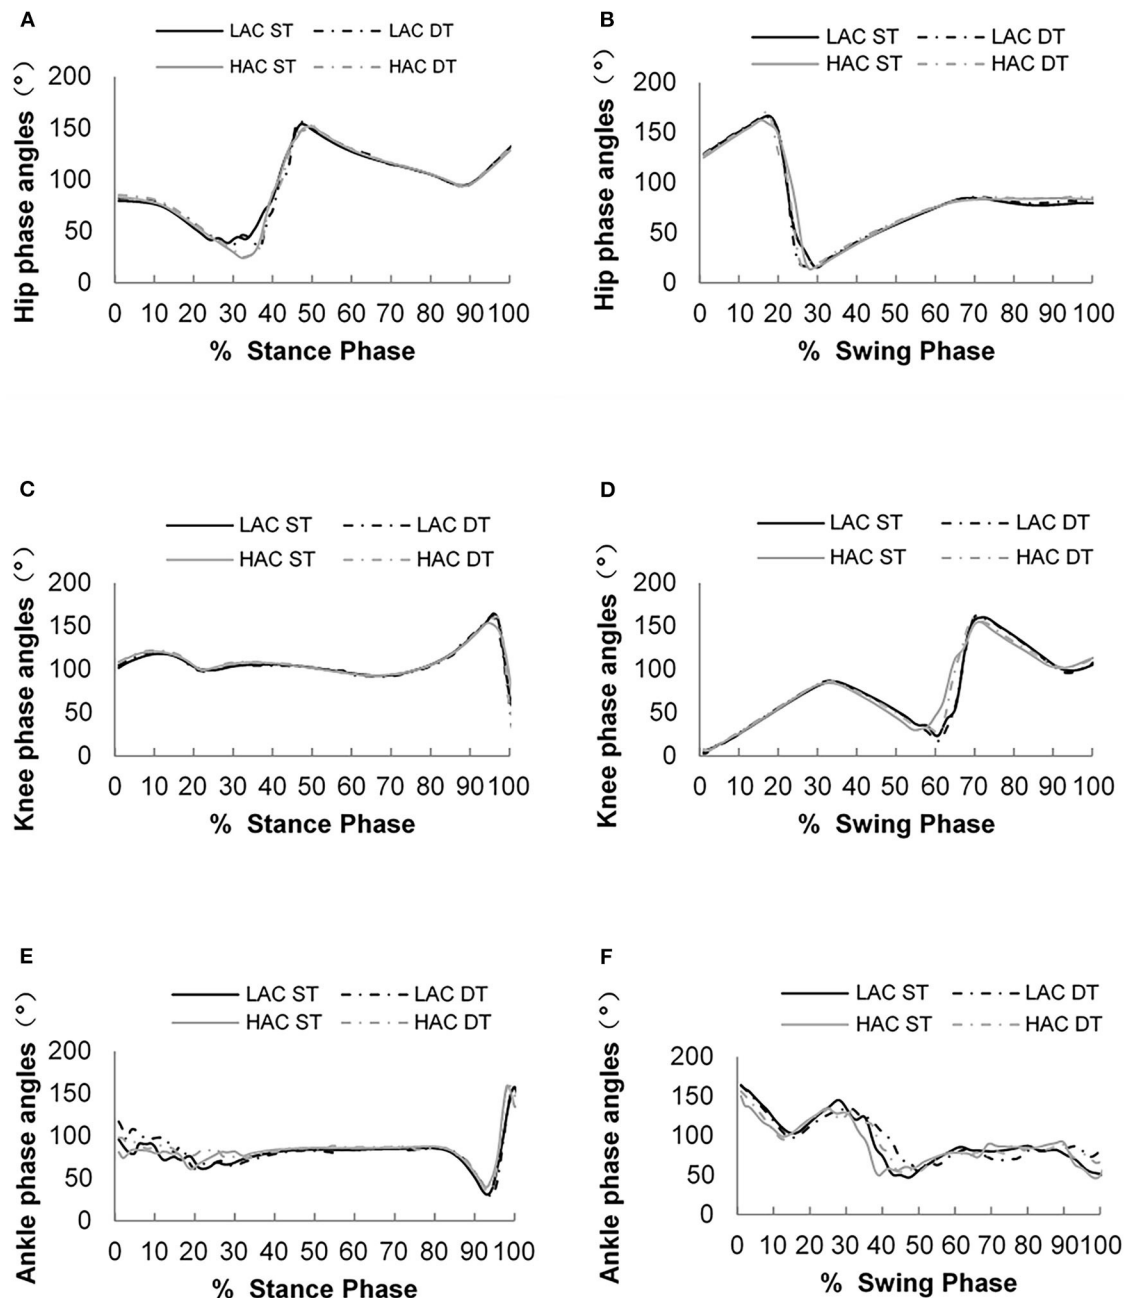 A
LAC ST LAC DT
HAC ST HAC DT
Hip phase angles (°)
200
150
100
50
0
0 10 20 30 40 50 60 70 80 90 100
% Stance Phase
B
LAC ST LAC DT
HAC ST HAC DT
Hip phase angles (°)
200
150
100
50
0
0 10 20 30 40 50 60 70 80 90 100
% Swing Phase
C
LAC ST LAC DT
HAC ST HAC DT
Knee phase angles (°)
200
150
100
50
0
0 10 20 30 40 50 60 70 80 90 100
% Stance Phase
D
LAC ST LAC DT
HAC ST HAC DT
Knee phase angles (°)
200
150
100
50
0
0 10 20 30 40 50 60 70 80 90 100
% Swing Phase
E
LAC ST LAC DT
HAC ST HAC DT
Ankle phase angles (°)
200
150
100
50
0
0 10 20 30 40 50 60 70 80 90 100
% Stance Phase
F
LAC ST LAC DT
HAC ST HAC DT
Ankle phase angles (°)
200
150
100
50
0
0 10 20 30 40 50 60 70 80 90 100
% Swing Phase